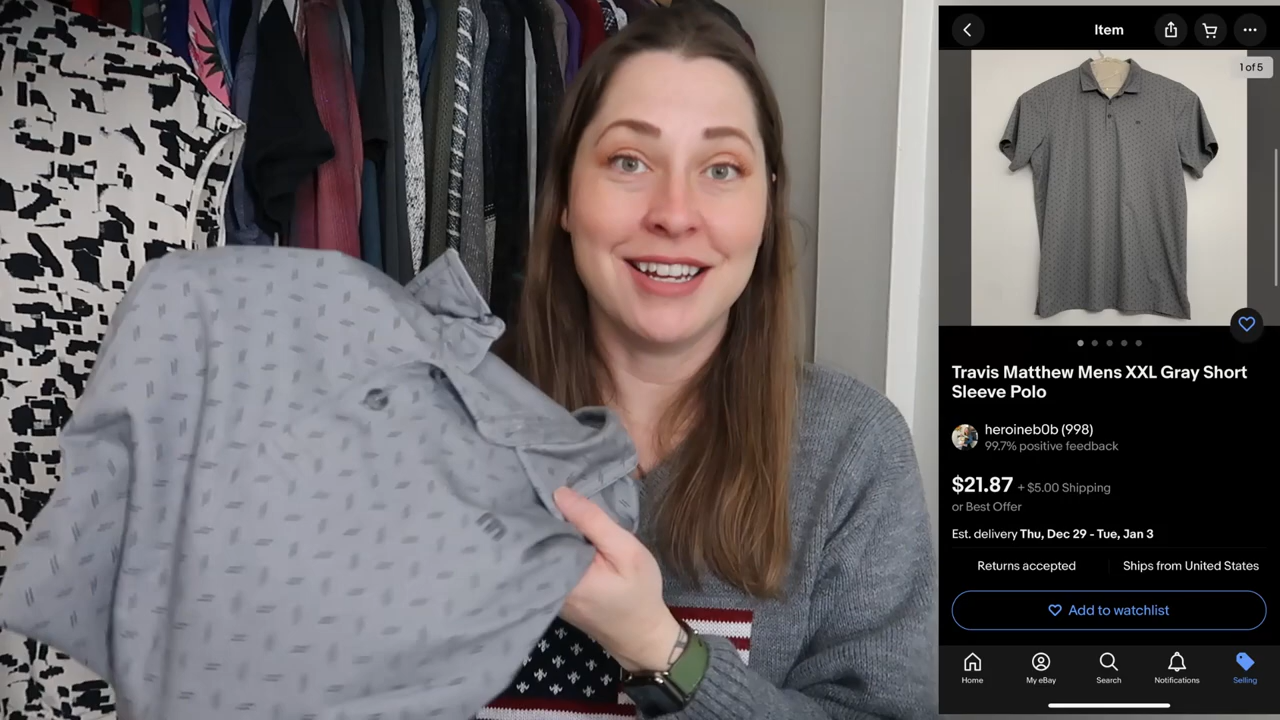 Item
1 of 5
Travis Matthew Mens XXL Gray Short
Sleeve Polo
heroineb0b (998)
99.7% positive feedback
$21.87 + $5.00 Shipping
or Best Offer
Est. delivery Thu, Dec 29 - Tue, Jan 3
Returns accepted Ships from United States
Add to watchlist
Home My eBay Search Notifications Selling